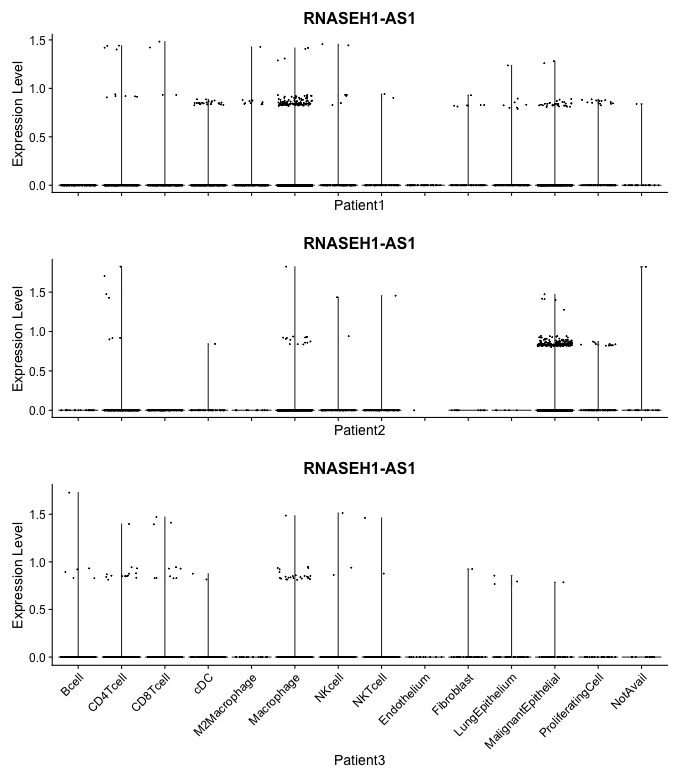 RNASEH1-AS1
Expression Level
1.5
1.0
0.5
0.0
Patient1
RNASEH1-AS1
Expression Level
1.5
1.0
0.5
0.0
Patient2
RNASEH1-AS1
Expression Level
1.5
1.0
0.5
0.0
Bcell
CD4Tcell
CD8Tcell
cDC
M2Macrophage
Macrophage
NKcell
NKTcell
Endothelium
Fibroblast
LungEpithelium
MalignantEpithelial
ProliferatingCell
NotAvail
Patient3